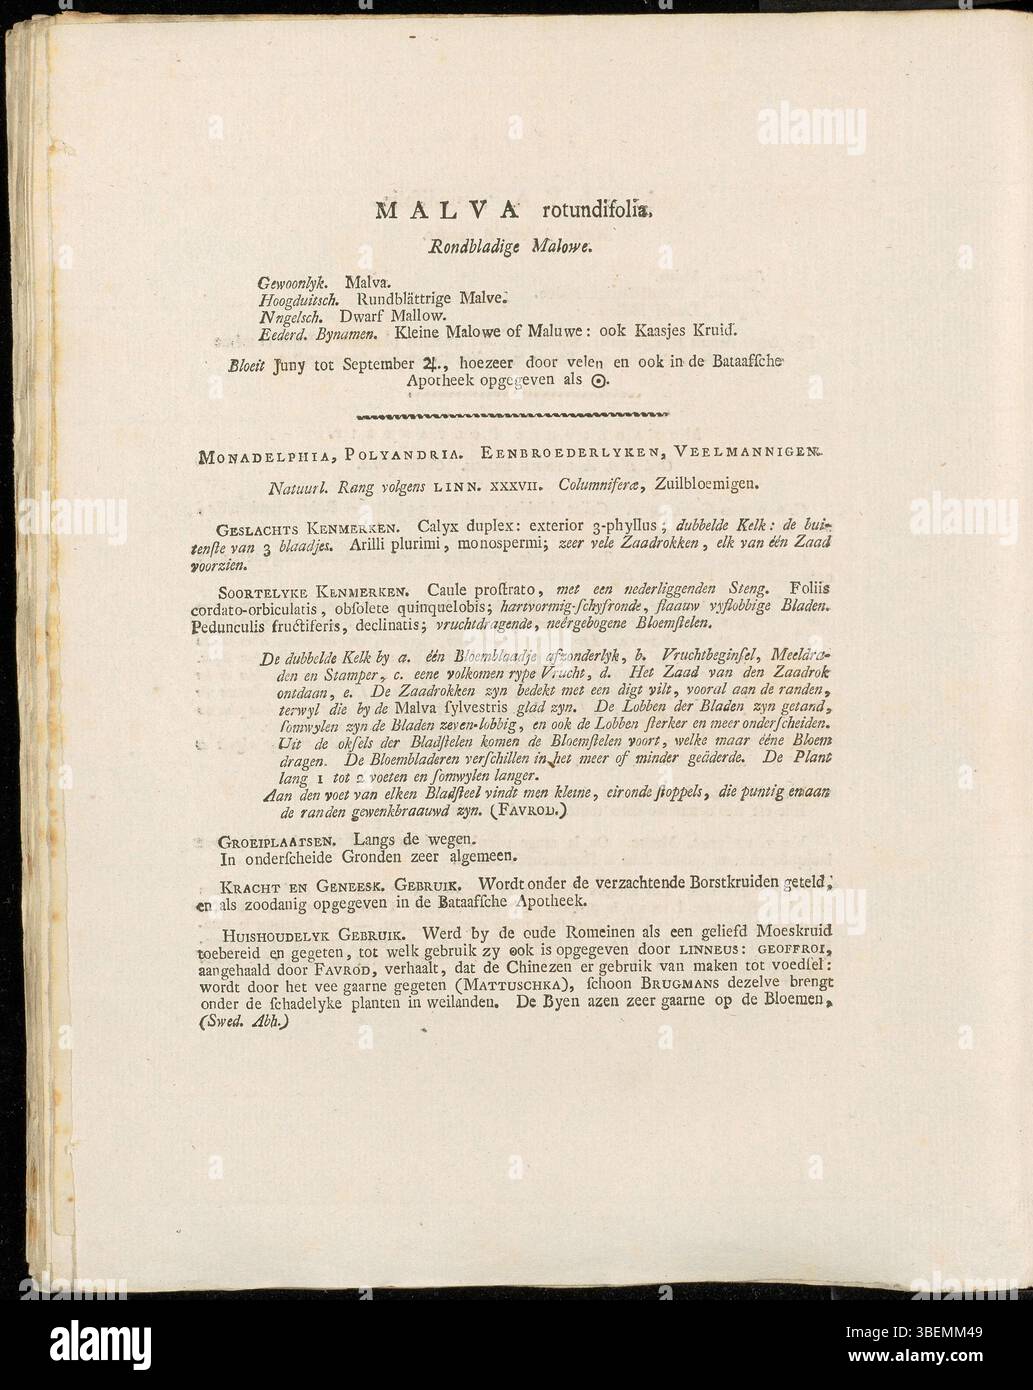 MALVA rotundifolia.
Rondbladige Malowe.
Gewoonlyk. Malva.
Hoogduitsch. Rundblättrige Malve.
Nngelsch. Dwarf Mallow.
Eederd. Bynamen. Kleine Malowe of Maluwe: ook Kaasjes Kruid.
Bloeit Juny tot September ♃., hoezeer door velen en ook in de Bataafſche
Apotheek opgegeven als ☉.
MONADELPHIA, POLYANDRIA. EENBROEDERLYKEN, VEELMANNIGEN.
Natuurl. Rang volgens LINN. XXXVII. Columniferæ, Zuilbloemigen.
GESLACHTS KENMERKEN. Calyx duplex: exterior 3-phyllus; dubbelde Kelk: de bui-
tenſte van 3 blaadjes. Arilli plurimi, monospermi; zeer vele Zaadrokken, elk van één Zaad
voorzien.
SOORTELYKE KENMERKEN. Caule proſtrato, met een nederliggenden Steng. Foliis
cordato-orbiculatis, obſolete quinquelobis; hartvormig-ſchyfronde, flaauw vyflobbige Bladen.
Pedunculis fructiferis, declinatis; vruchtdragende, neêrgebogene Bloemſtelen.
De dubbelde Kelk by a. één Bloemblaadje afzonderlyk, b. Vruchtbeginſel, Meeldra-
den en Stamper, c. eene volkomen rype Vrucht, d. Het Zaad van den Zaadrok
ontdaan, e. De Zaadrokken zyn bedekt met een digt vilt, vooral aan de randen,
terwyl die by de Malva ſylvestris glad zyn. De Lobben der Bladen zyn getand,
ſomwylen zyn de Bladen zeven-lobbig, en ook de Lobben ſterker en meer onderſcheiden.
Uit de okſels der Bladſtelen komen de Bloemſtelen voort, welke maar ééne Bloem
dragen. De Bloembladeren verſchillen in het meer of minder geäderde. De Plant
lang 1 tot 2 voeten en ſomwylen langer.
Aan den voet van elken Bladſteel vindt men kleine, eironde ſtoppels, die puntig en aan
de randen gewenkbraauwd zyn. (FAVROD.)
GROEIPLAATSEN. Langs de wegen.
In onderſcheide Gronden zeer algemeen.
KRACHT EN GENEESK. GEBRUIK. Wordt onder de verzachtende Borstkruiden geteld,
en als zoodanig opgegeven in de Bataafſche Apotheek.
HUISHOUDELYK GEBRUIK. Werd by de oude Romeinen als een geliefd Moeskruid
toebereid en gegeten, tot welk gebruik zy ook is opgegeven door LINNEUS: GEOFFROI,
aangehaald door FAVROD, verhaalt, dat de Chinezen er gebruik van maken tot voedſel:
wordt door het vee gaarne gegeten (MATTUSCHKA), ſchoon BRUGMANS dezelve brengt
onder de ſchadelyke planten in weilanden. De Byen azen zeer gaarne op de Bloemen,
(Swed. Abh.)
alamy
Image ID: 3BEMM49
www.alamy.com